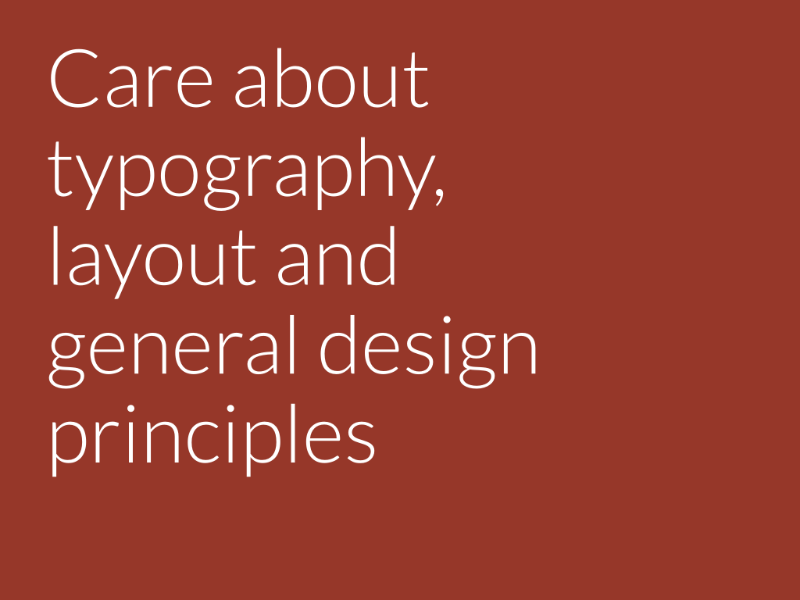 Care about
typography,
layout and
general design
principles